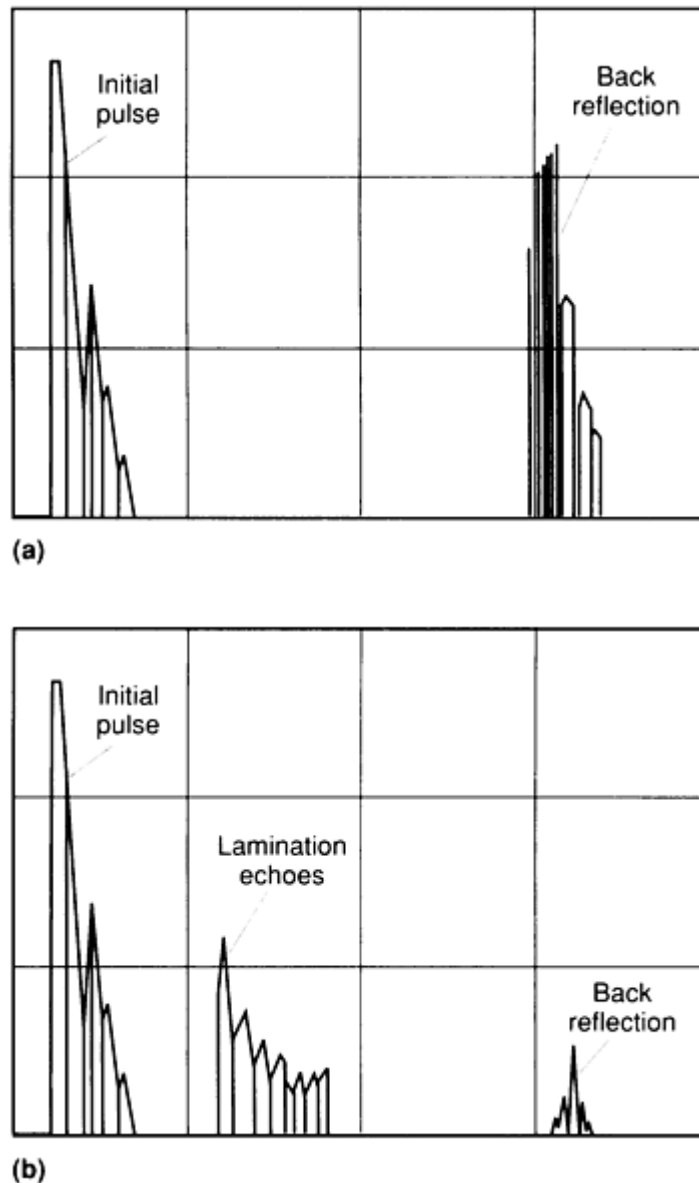 Initial
pulse
Back
reflection
(a)
Initial
pulse
Lamination
echoes
Back
reflection
(b)